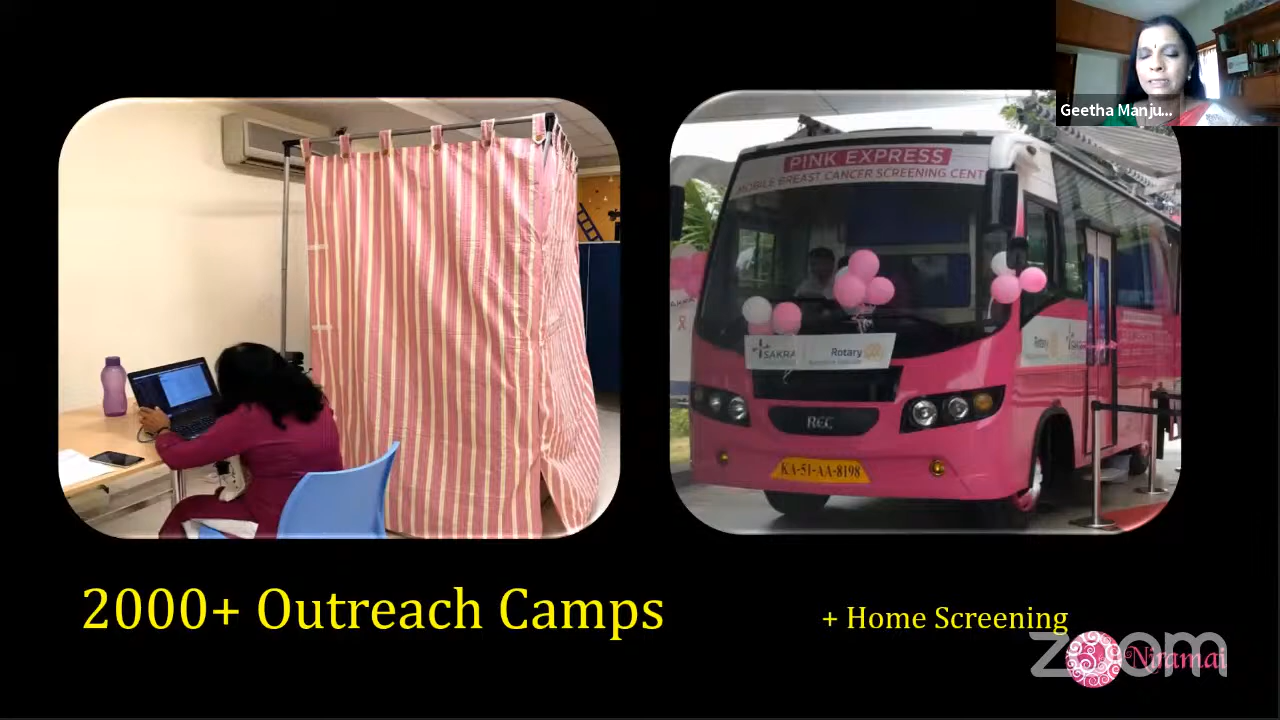 Geetha Manju...
PINK EXPRESS
MOBILE BREAST CANCER SCREENING CENT
SAKRA
Rotary
Rotary
KA-51-AA-8198
2000+ Outreach Camps
+ Home Screening
zoom
Niramai